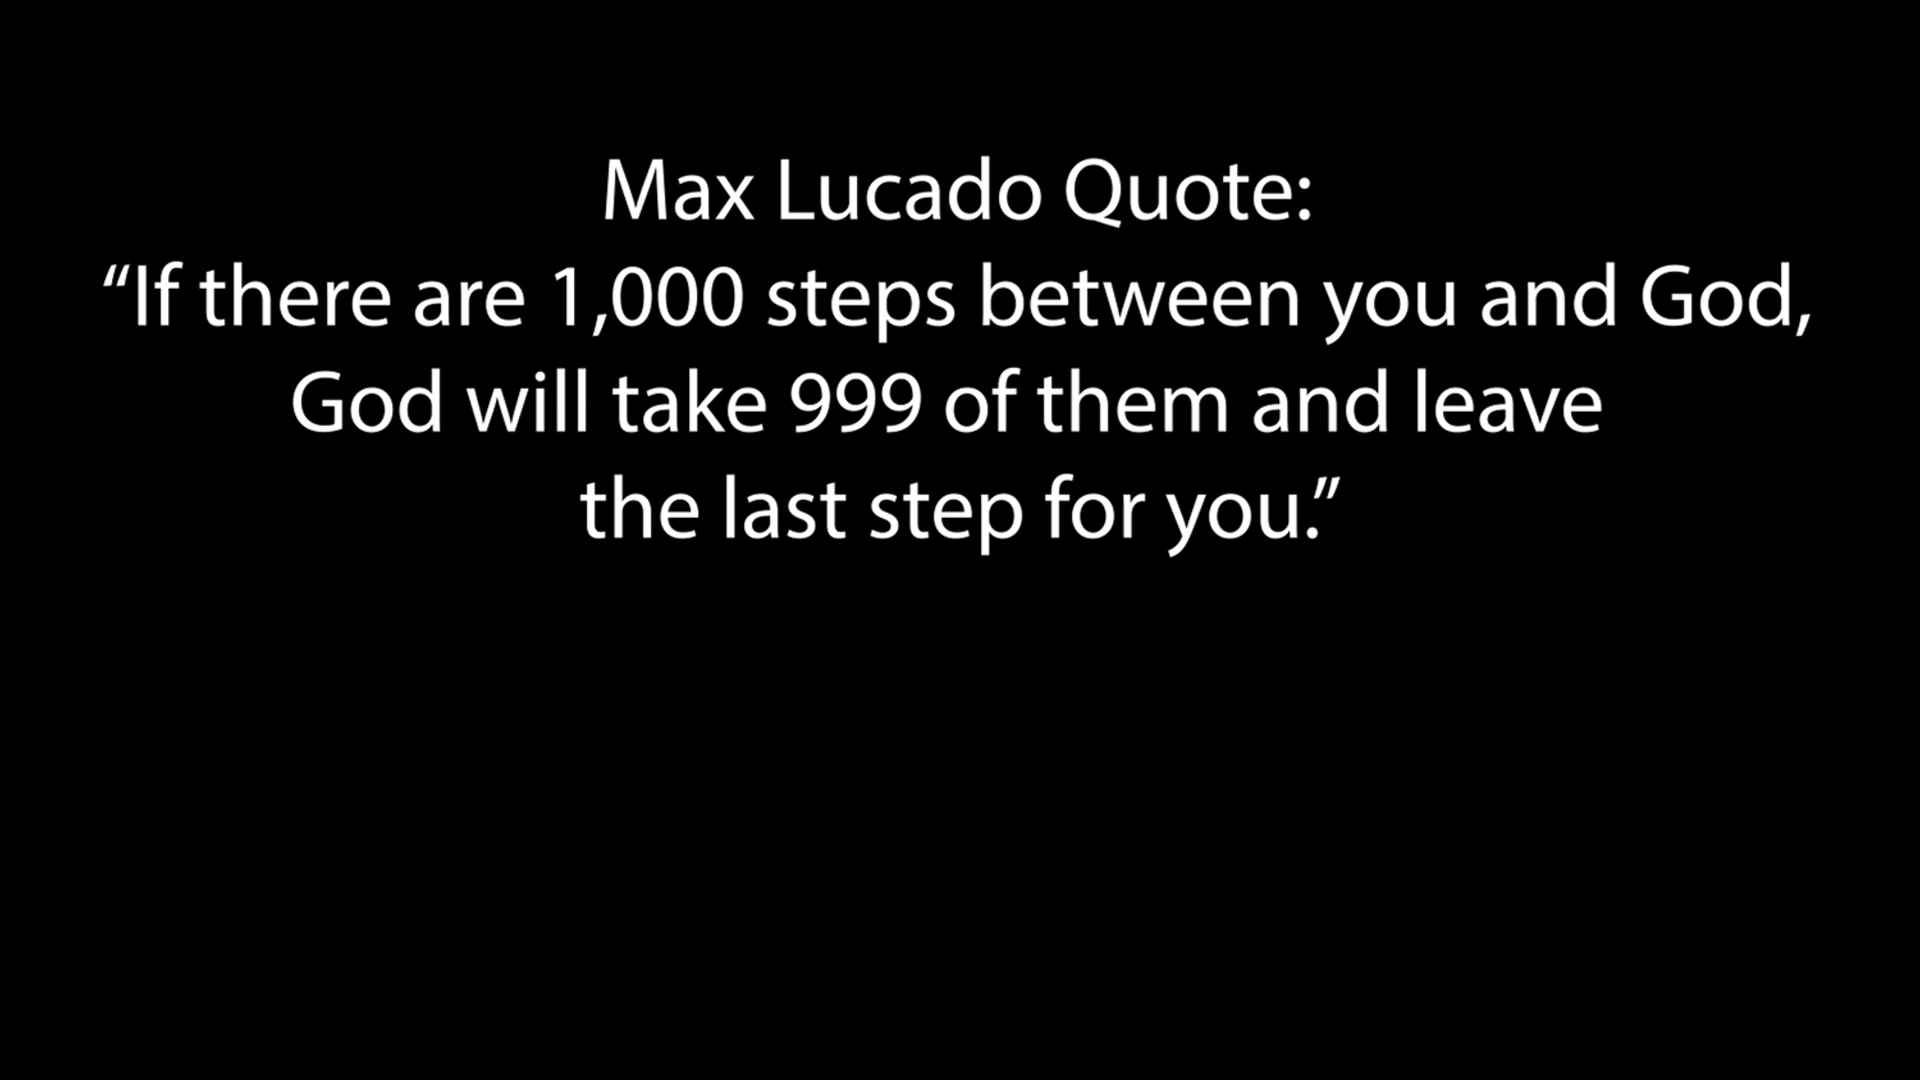 Max Lucado Quote:
“If there are 1,000 steps between you and God,
God will take 999 of them and leave
the last step for you.”